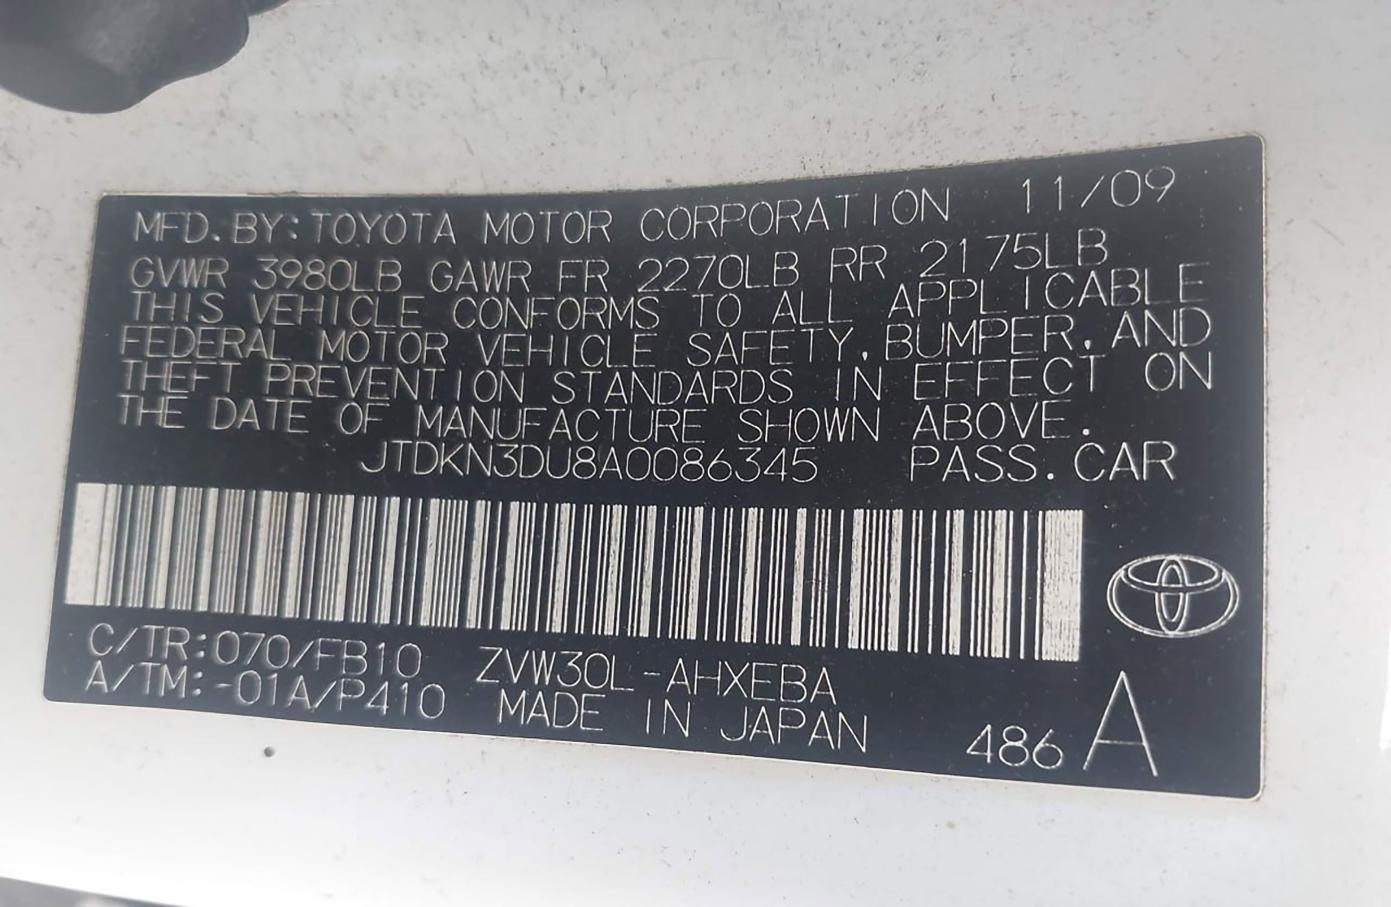 MFD. BY: TOYOTA MOTOR CORPORATION 11/09
GVWR 3980LB GAWR FR 2270LB RR 2175LB
THIS VEHICLE CONFORMS TO ALL APPLICABLE
FEDERAL MOTOR VEHICLE SAFETY, BUMPER, AND
THEFT PREVENTION STANDARDS IN EFFECT ON
THE DATE OF MANUFACTURE SHOWN ABOVE.
JTDKN3DU8A0086345 PASS. CAR
C/TR: 070/FB10 ZVW30L-AHXEBA
A/TM: -01A/P410 MADE IN JAPAN
486 A